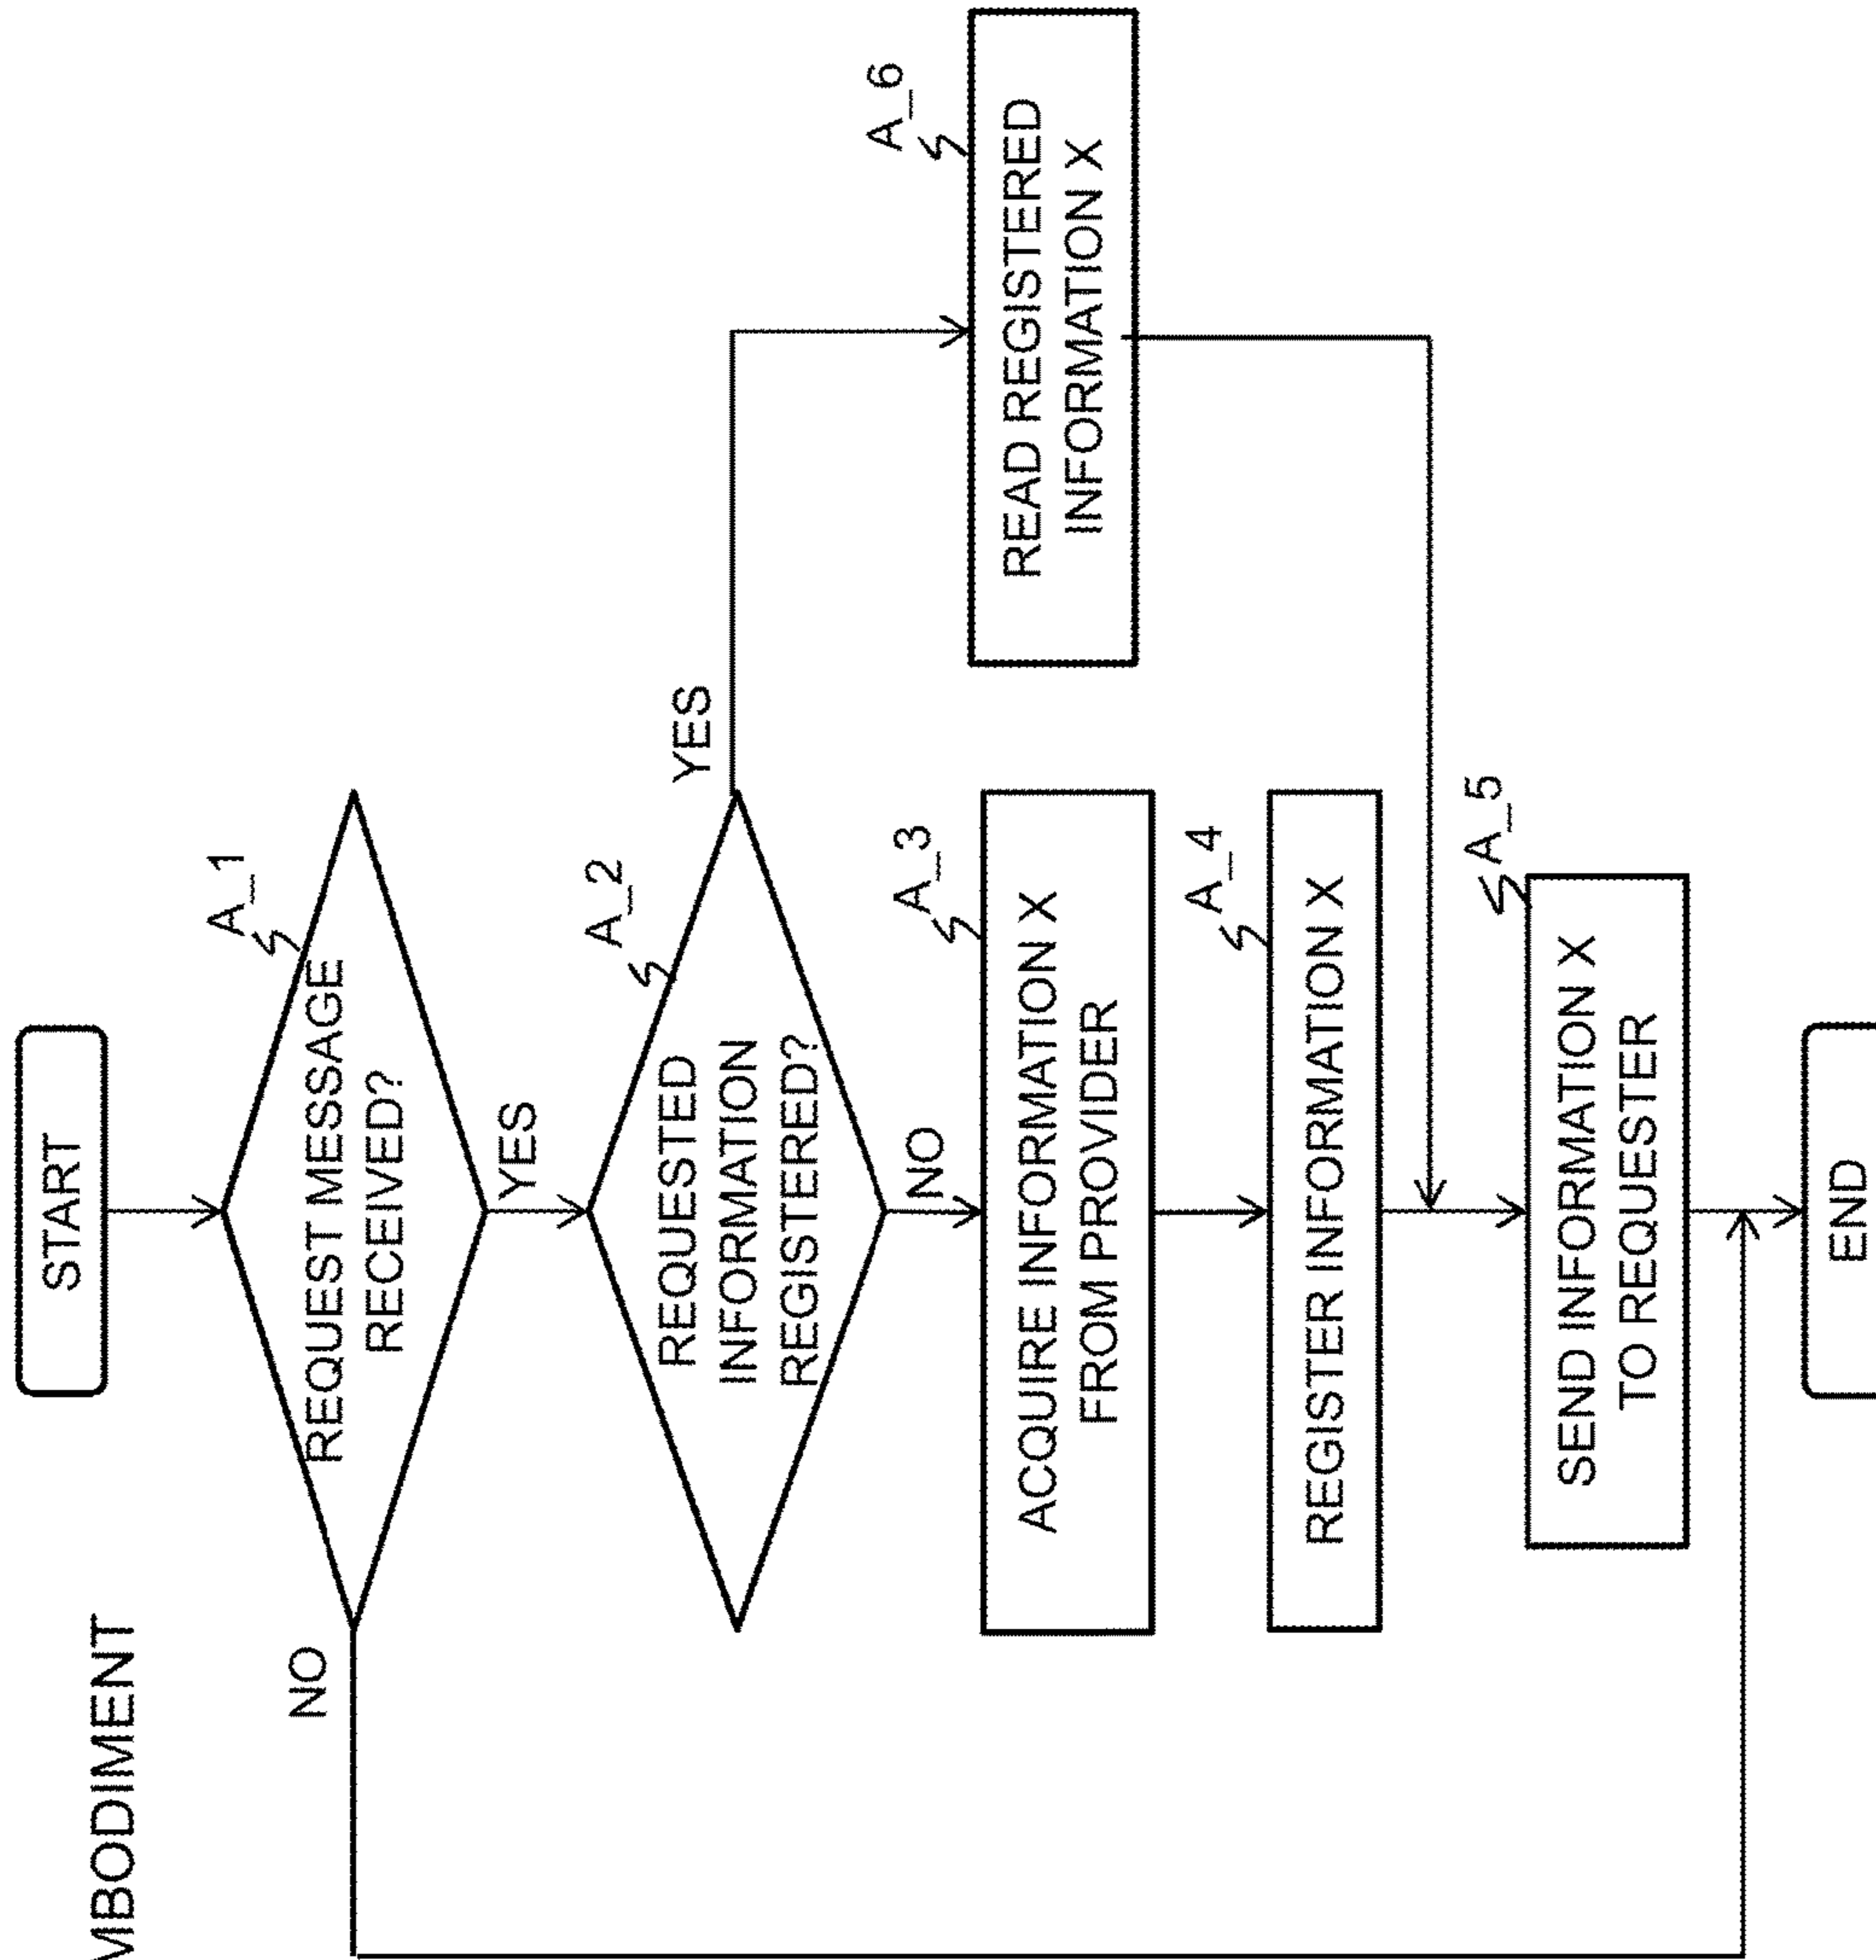 MBODIMENT
START
A_1
REQUEST MESSAGE
RECEIVED?
NO
YES
A_2
REQUESTED
INFORMATION
REGISTERED?
YES
NO
A_3
ACQUIRE INFORMATION X
FROM PROVIDER
A_6
READ REGISTERED
INFORMATION X
A_4
REGISTER INFORMATION X
A_5
SEND INFORMATION X
TO REQUESTER
END